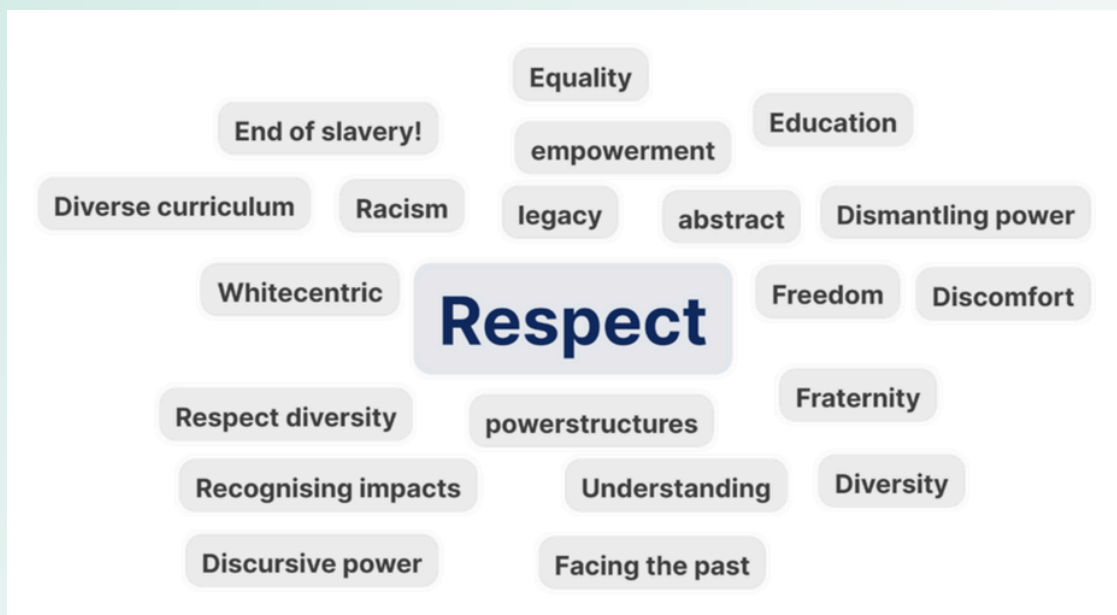 Equality
End of slavery!
empowerment
Education
Diverse curriculum
Racism
legacy
abstract
Dismantling power
Whitecentric
Respect
Freedom
Discomfort
Respect diversity
powerstructures
Fraternity
Recognising impacts
Understanding
Diversity
Discursive power
Facing the past